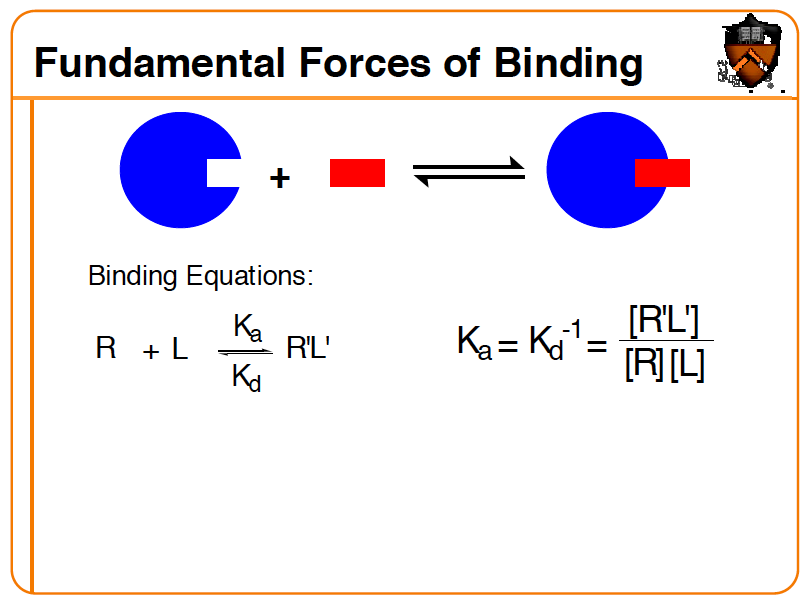 Fundamental Forces of Binding
+
Binding Equations:
R + L Ka Kd R'L'
Ka = Kd-1 = [R'L'] / [R][L]